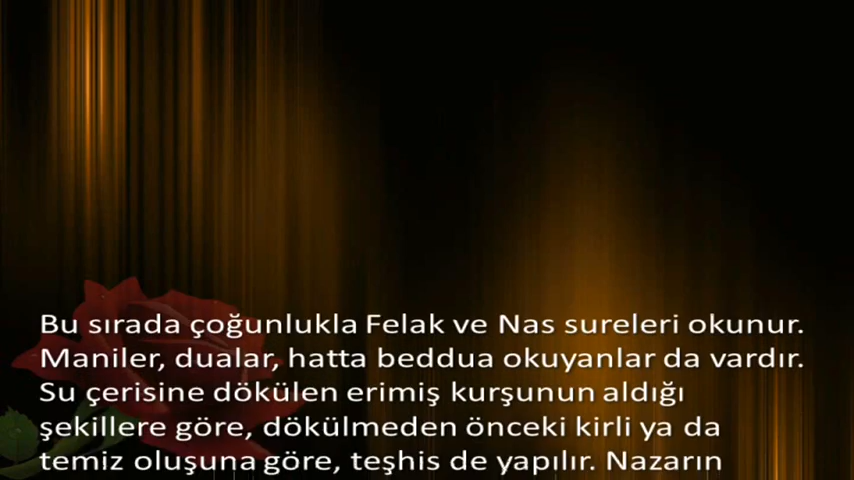 Bu sırada çoğunlukla Felak ve Nas sureleri okunur.
Maniler, dualar, hatta beddua okuyanlar da vardır.
Su çerisine dökülen erimiş kurşunun aldığı
şekillere göre, dökülmeden önceki kirli ya da
temiz oluşuna göre, teşhis de yapılır. Nazarın